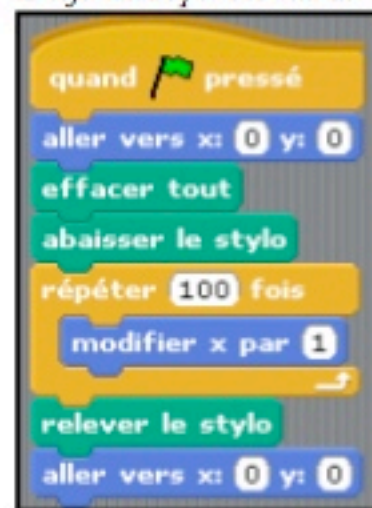 quand pressé
aller vers x: 0 y: 0
effacer tout
abaisser le stylo
répéter 100 fois
modifier x par 1
relever le stylo
aller vers x: 0 y: 0